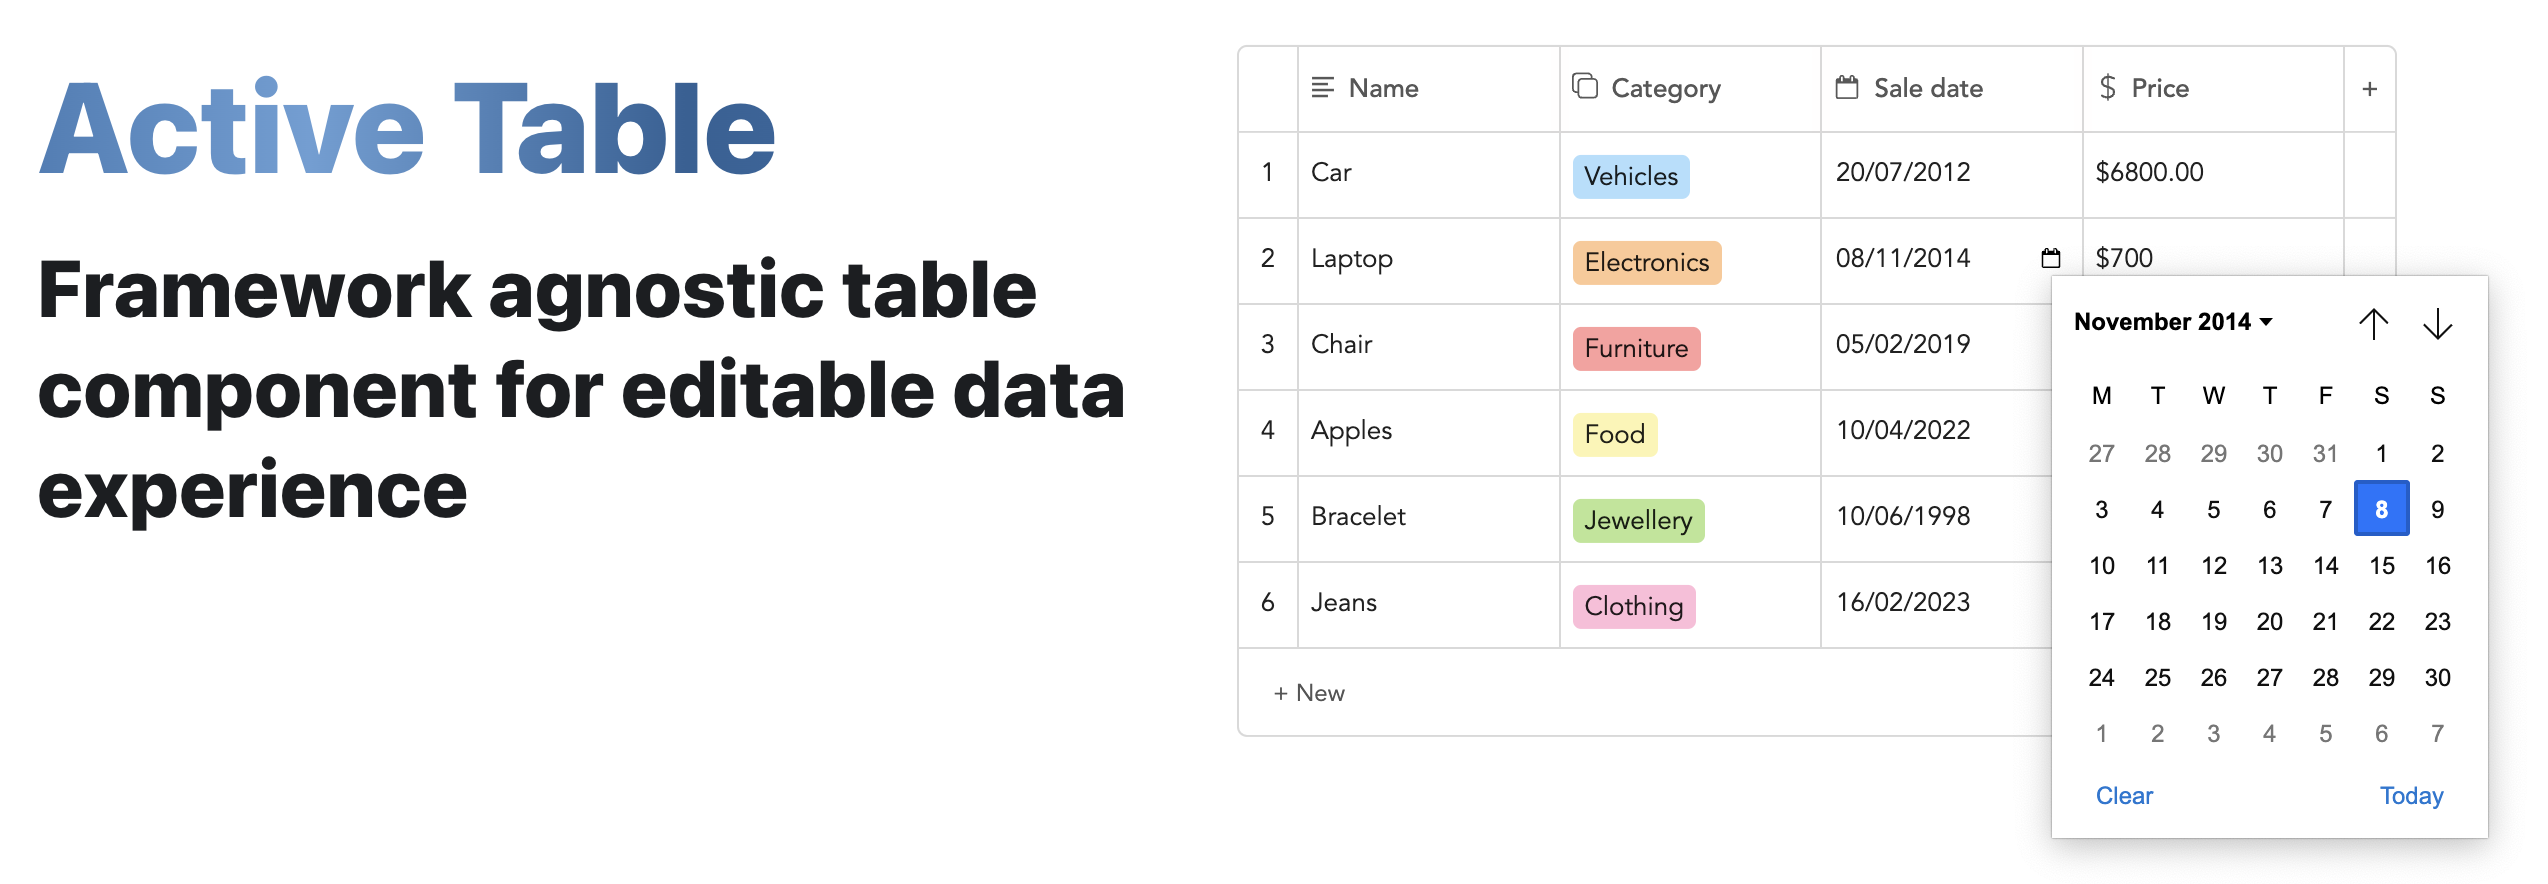 Active Table
Framework agnostic table
component for editable data
experience
Name Category Sale date $ Price +
1 Car Vehicles 20/07/2012 $6800.00
2 Laptop Electronics 08/11/2014 $700
3 Chair Furniture 05/02/2019
4 Apples Food 10/04/2022
5 Bracelet Jewellery 10/06/1998
6 Jeans Clothing 16/02/2023
+ New
November 2014
M T W T F S S
27 28 29 30 31 1 2
3 4 5 6 7 8 9
10 11 12 13 14 15 16
17 18 19 20 21 22 23
24 25 26 27 28 29 30
1 2 3 4 5 6 7
Clear Today